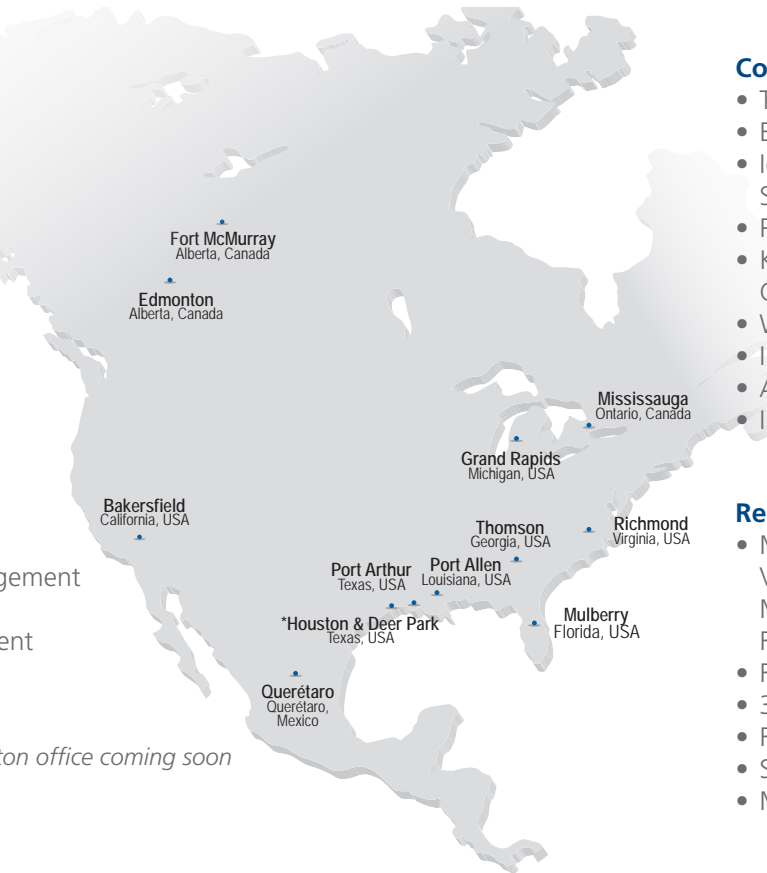 Fort McMurray
Alberta, Canada
Edmonton
Alberta, Canada
Mississauga
Ontario, Canada
Grand Rapids
Michigan, USA
Bakersfield
California, USA
Thomson
Georgia, USA
Richmond
Virginia, USA
Port Arthur
Texas, USA
Port Allen
Louisiana, USA
*Houston & Deer Park
Texas, USA
Mulberry
Florida, USA
Querétaro
Querétaro,
Mexico
gement
ent
ton office coming soon
Co
Re